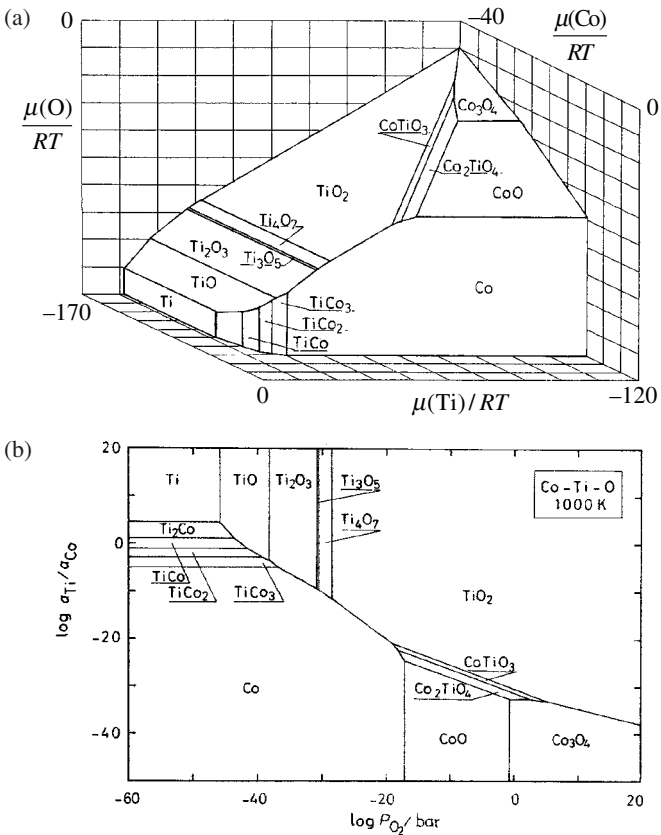 (a)
0
−40
μ(Co)
RT
0
μ(O)
RT
CoTiO₃
Co₃O₄
Co₂TiO₄
TiO₂
CoO
Ti₄O₇
Ti₂O₃
Ti₃O₅
TiO
Co
Ti
TiCo₃
TiCo₂
TiCo
−170
0
μ(Ti)/RT
−120
(b)
20
Ti
TiO
Ti₂O₃
Ti₃O₅
Ti₄O₇
Co-Ti-O
1000 K
Ti₂Co
0
TiCo
TiCo₂
TiCo₃
TiO₂
log aTi/aCo
-20
CoTiO₃
Co₂TiO₄
Co
-40
CoO
Co₃O₄
-60
-40
-20
0
20
log PO₂/bar